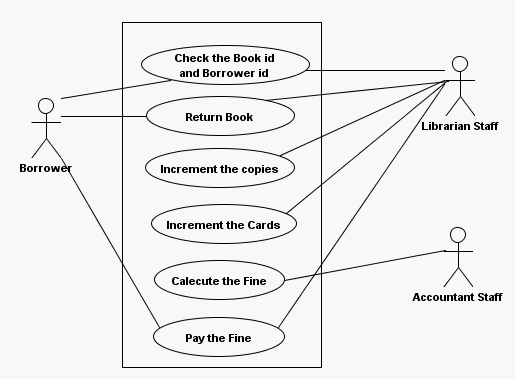 Check the Book id
and Borrower id
Return Book
Librarian Staff
Borrower
Increment the copies
Increment the Cards
Calecute the Fine
Accountant Staff
Pay the Fine